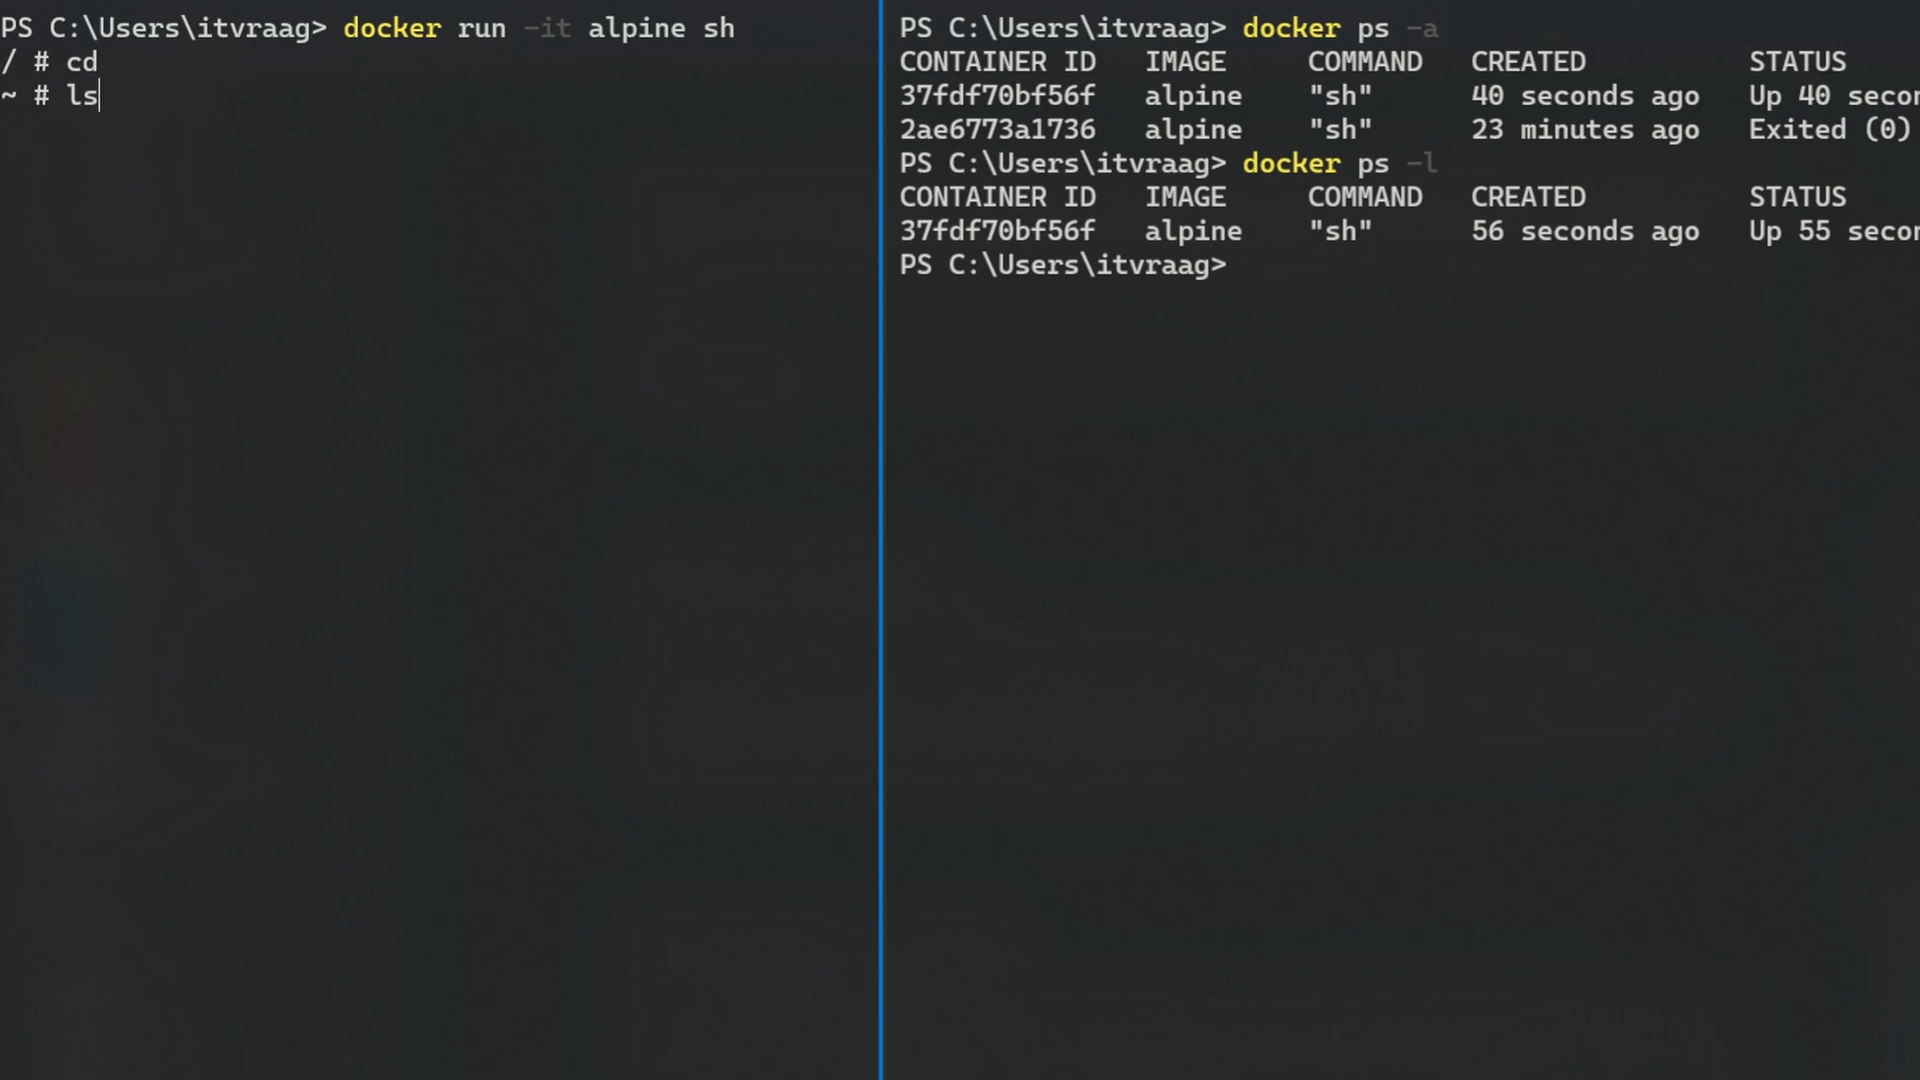 PS C:\Users\itvraag> docker run -it alpine sh
/ # cd
~ # ls
PS C:\Users\itvraag> docker ps -a
CONTAINER ID IMAGE COMMAND CREATED STATUS
37fdf70bf56f alpine "sh" 40 seconds ago Up 40 secon
2ae6773a1736 alpine "sh" 23 minutes ago Exited (0)
PS C:\Users\itvraag> docker ps -l
CONTAINER ID IMAGE COMMAND CREATED STATUS
37fdf70bf56f alpine "sh" 56 seconds ago Up 55 secon
PS C:\Users\itvraag>